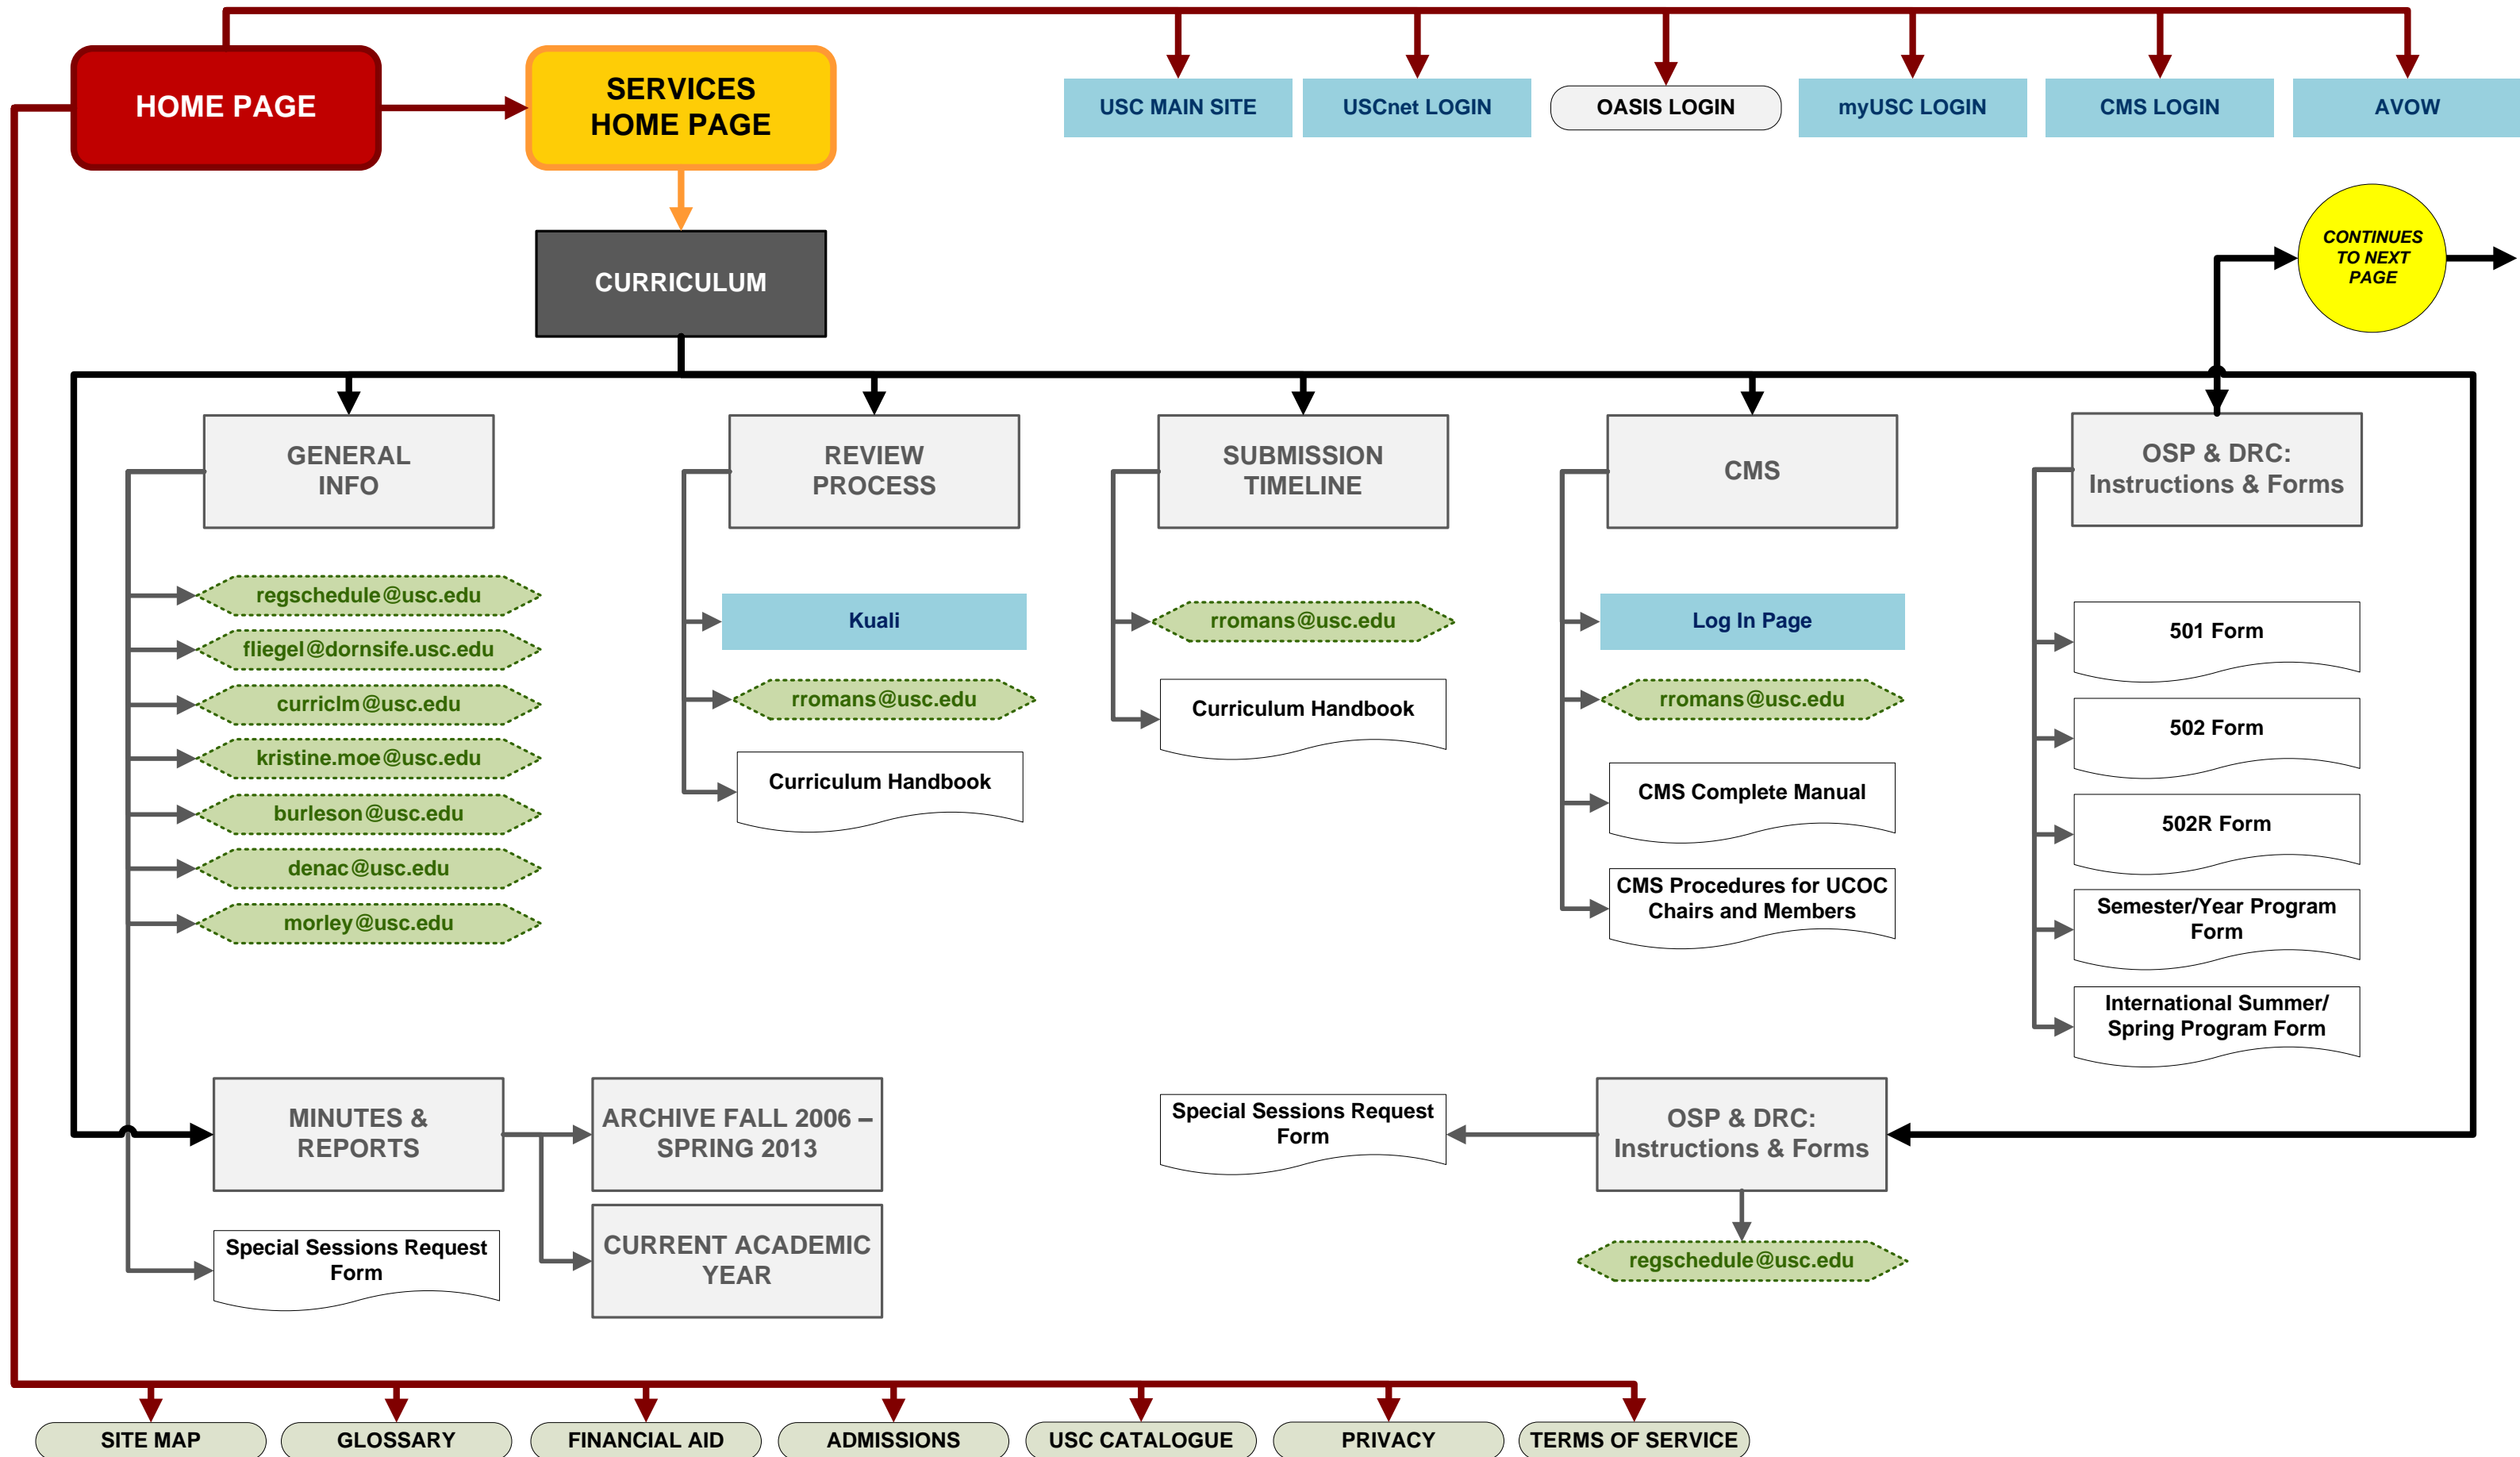 HOME PAGE
SERVICES
HOME PAGE
USC MAIN SITE
USCnet LOGIN
OASIS LOGIN
myUSC LOGIN
CMS LOGIN
AVOW
CONTINUES
TO NEXT
PAGE
CURRICULUM
GENERAL
INFO
REVIEW
PROCESS
SUBMISSION
TIMELINE
CMS
OSP & DRC:
Instructions & Forms
regschedule@usc.edu
fliegel@dornsife.usc.edu
curriclm@usc.edu
kristine.moe@usc.edu
burleson@usc.edu
denac@usc.edu
morley@usc.edu
Kuali
rromans@usc.edu
Curriculum Handbook
rromans@usc.edu
Curriculum Handbook
Log In Page
rromans@usc.edu
CMS Complete Manual
CMS Procedures for UCOC
Chairs and Members
501 Form
502 Form
502R Form
Semester/Year Program
Form
International Summer/
Spring Program Form
MINUTES &
REPORTS
ARCHIVE FALL 2006 –
SPRING 2013
CURRENT ACADEMIC
YEAR
Special Sessions Request
Form
Special Sessions Request
Form
OSP & DRC:
Instructions & Forms
regschedule@usc.edu
SITE MAP
GLOSSARY
FINANCIAL AID
ADMISSIONS
USC CATALOGUE
PRIVACY
TERMS OF SERVICE